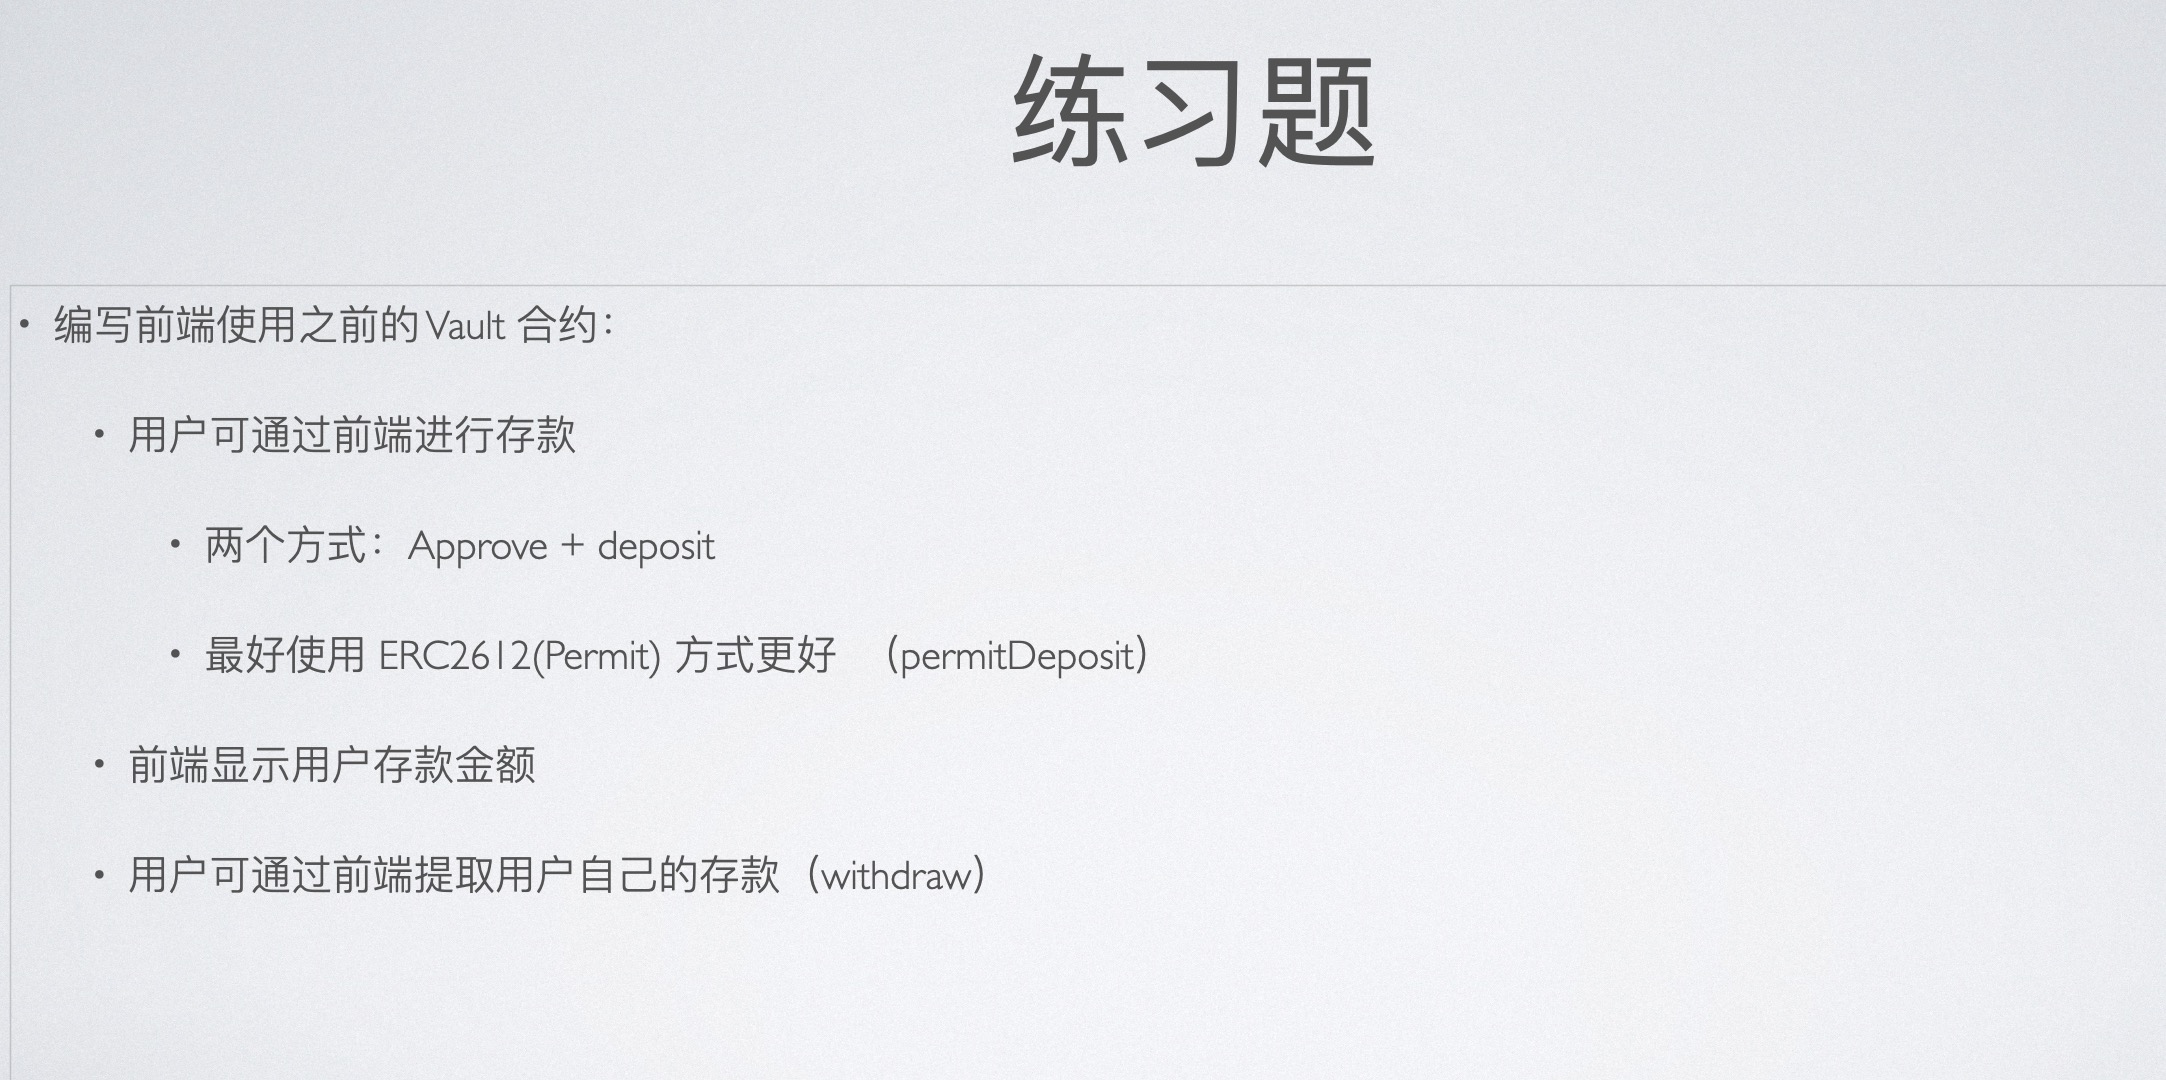 练习题
• 编写前端使用之前的 Vault 合约：
• 用户可通过前端进行存款
• 两个方式：Approve + deposit
• 最好使用 ERC2612(Permit) 方式更好 （permitDeposit）
• 前端显示用户存款金额
• 用户可通过前端提取用户自己的存款（withdraw）